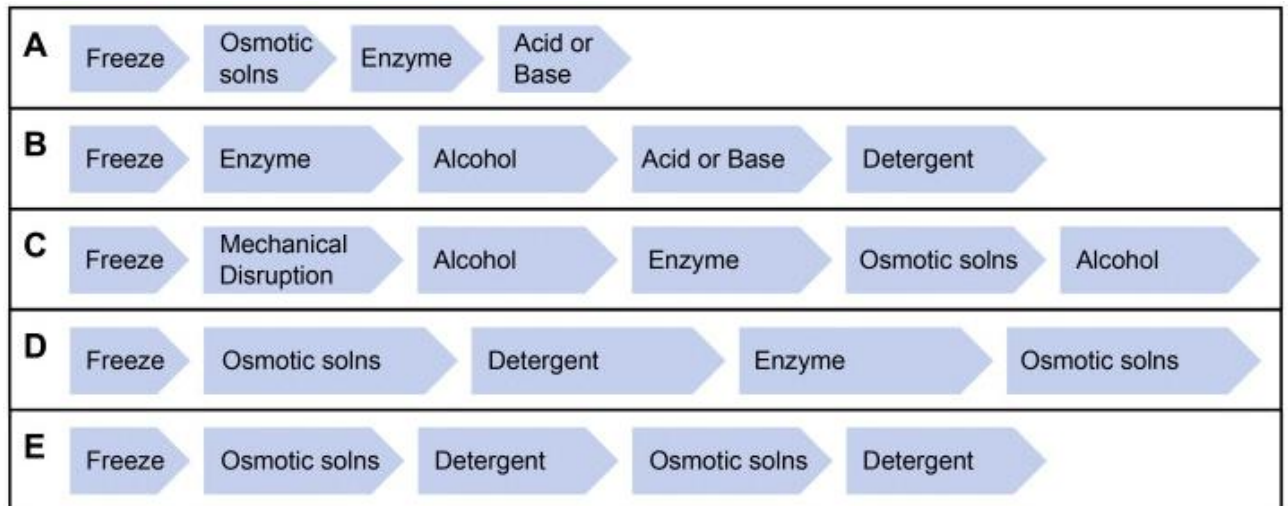 A
Freeze
Osmotic
solns
Enzyme
Acid or
Base
B
Freeze
Enzyme
Alcohol
Acid or Base
Detergent
C
Freeze
Mechanical
Disruption
Alcohol
Enzyme
Osmotic solns
Alcohol
D
Freeze
Osmotic solns
Detergent
Enzyme
Osmotic solns
E
Freeze
Osmotic solns
Detergent
Osmotic solns
Detergent